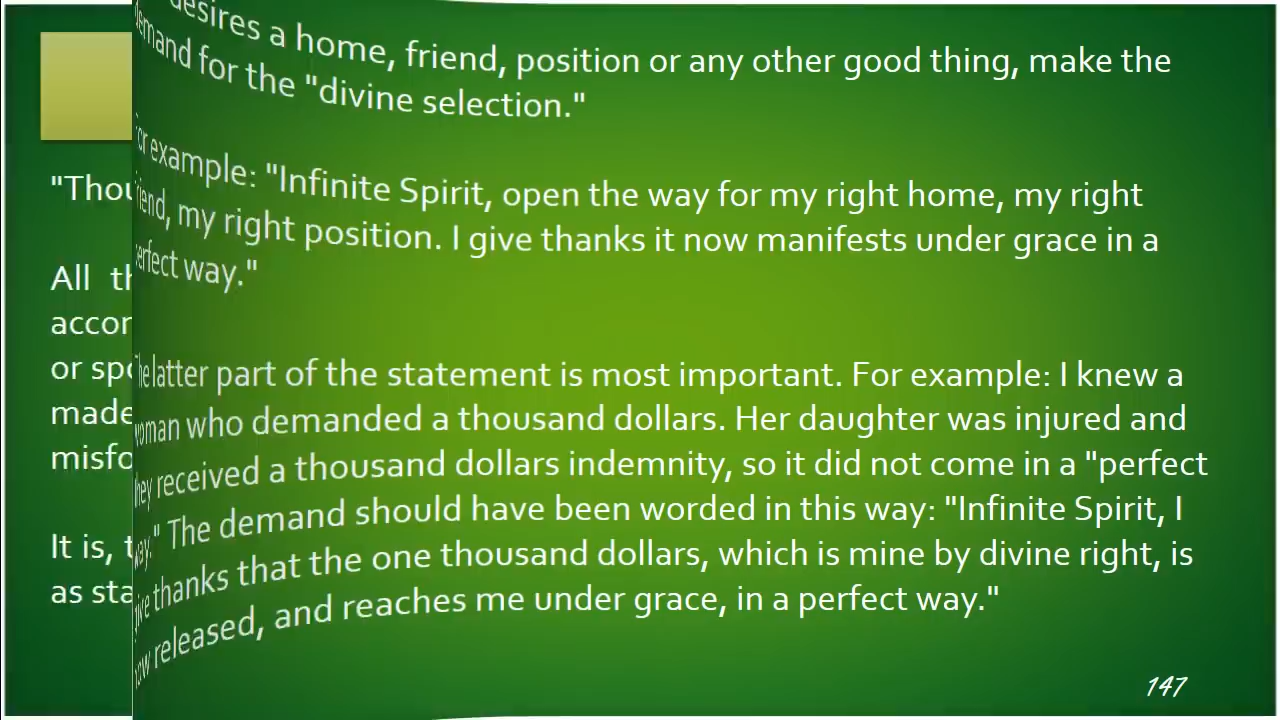 desires a home, friend, position or any other good thing, make the
demand for the "divine selection."
For example: "Infinite Spirit, open the way for my right home, my right
friend, my right position. I give thanks it now manifests under grace in a
perfect way."
The latter part of the statement is most important. For example: I knew a
woman who demanded a thousand dollars. Her daughter was injured and
they received a thousand dollars indemnity, so it did not come in a "perfect
way." The demand should have been worded in this way: "Infinite Spirit, I
give thanks that the one thousand dollars, which is mine by divine right, is
now released, and reaches me under grace, in a perfect way."
147
"Thou
All th
accor
or spo
made
misfo
It is, t
as sta